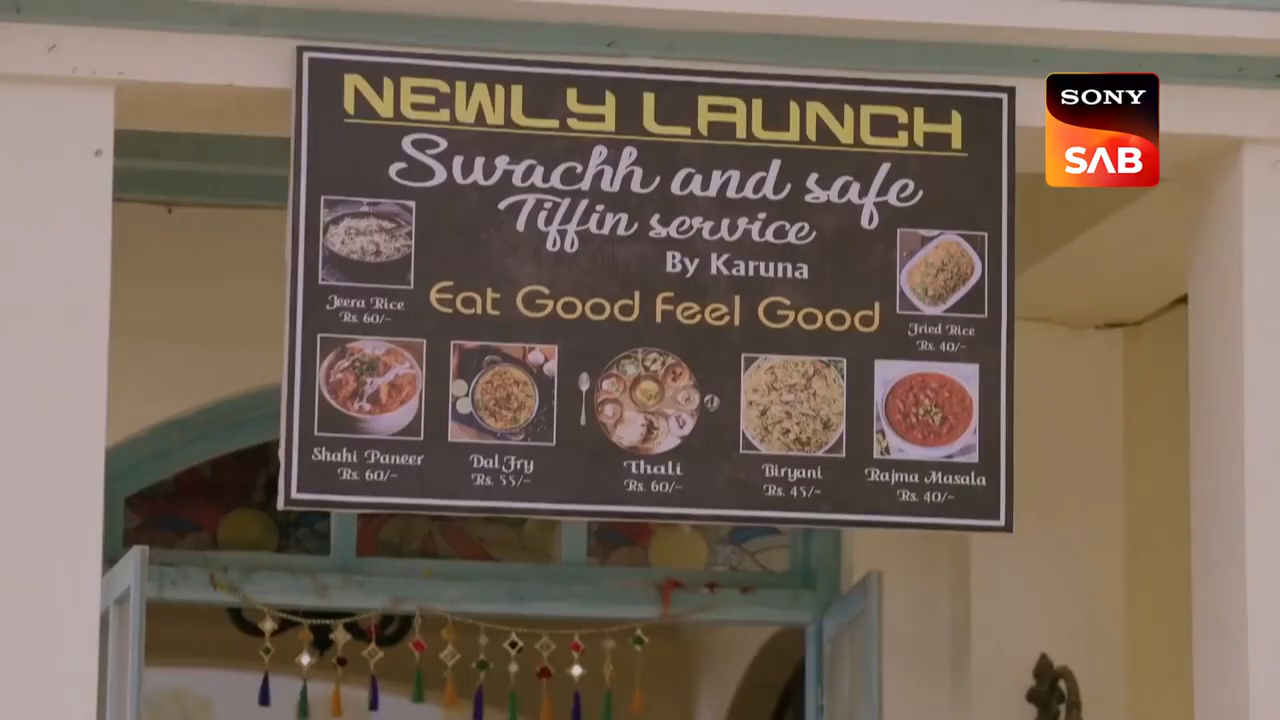 NEWLY LAUNCH
Swachh and safe
Tiffin service
By Karuna
Eat Good Feel Good
Jeera Rice
Rs. 60/-
Fried Rice
Rs. 40/-
Shahi Paneer
Rs. 60/-
Dal Fry
Rs. 55/-
Thali
Rs. 60/-
Biryani
Rs. 45/-
Rajma Masala
Rs. 40/-
SONY
SAB